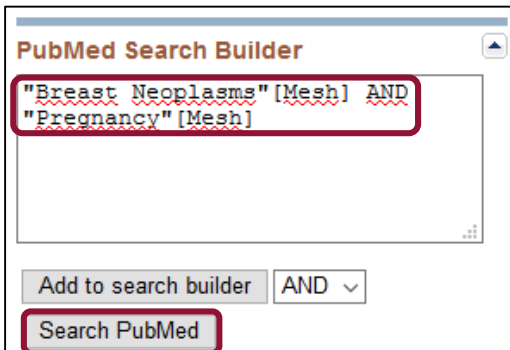 PubMed Search Builder
"Breast Neoplasms"[Mesh] AND
"Pregnancy"[Mesh]
Add to search builder AND
Search PubMed